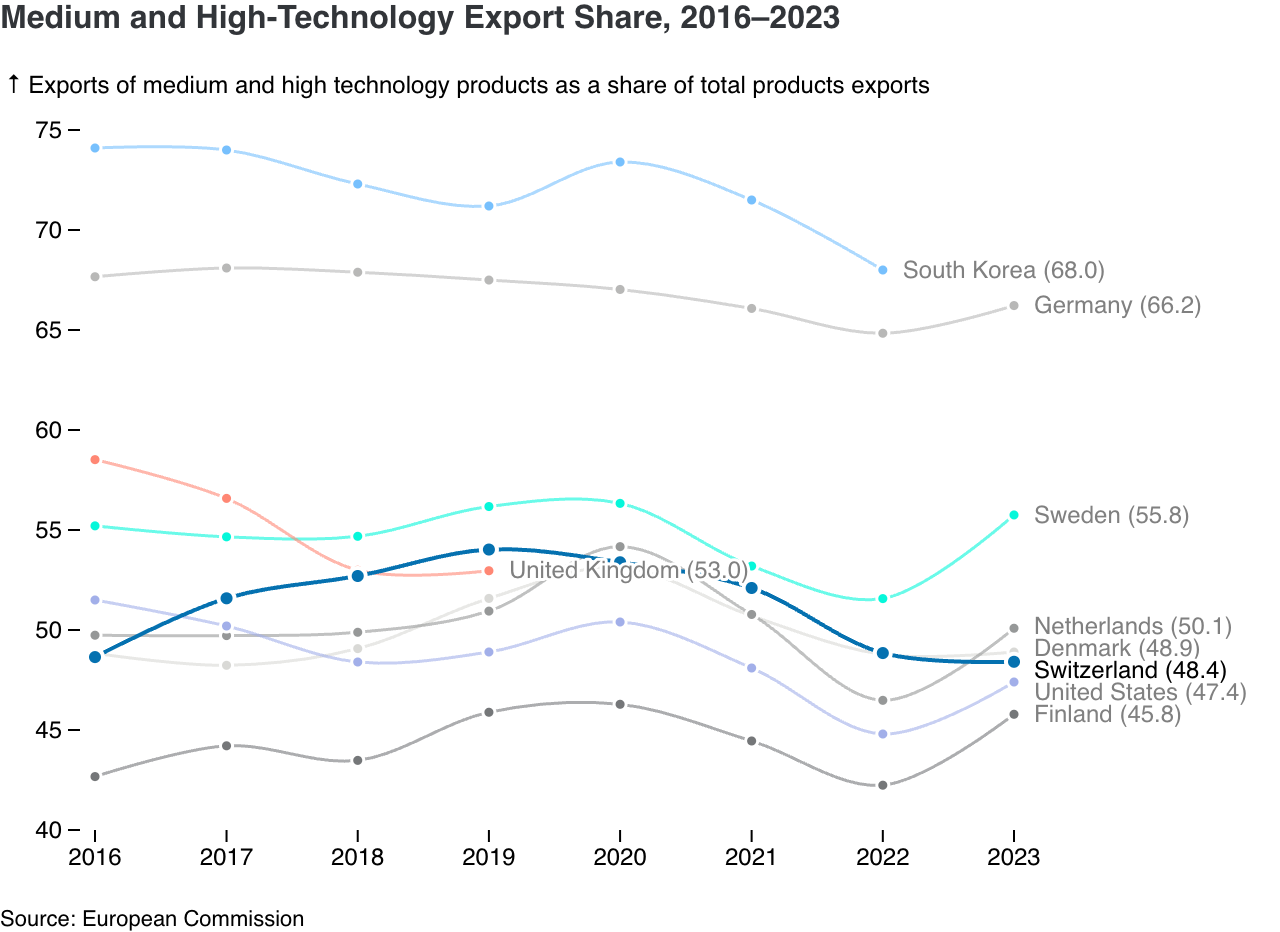 Medium and High-Technology Export Share, 2016–2023
↑ Exports of medium and high technology products as a share of total products exports
75
70
South Korea (68.0)
Germany (66.2)
65
60
55
Sweden (55.8)
United Kingdom (53.0)
50
Netherlands (50.1)
Denmark (48.9)
Switzerland (48.4)
United States (47.4)
Finland (45.8)
45
40
2016 2017 2018 2019 2020 2021 2022 2023
Source: European Commission